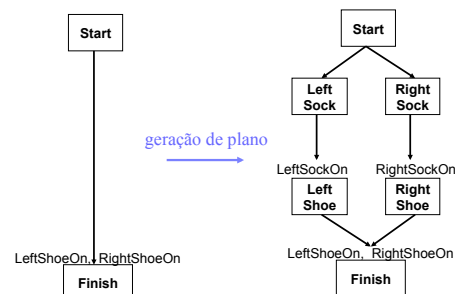 Start
LeftShoeOn, RightShoeOn
Finish
geração de plano
Start
Left
Sock
Right
Sock
LeftSockOn
RightSockOn
Left
Shoe
Right
Shoe
LeftShoeOn, RightShoeOn
Finish